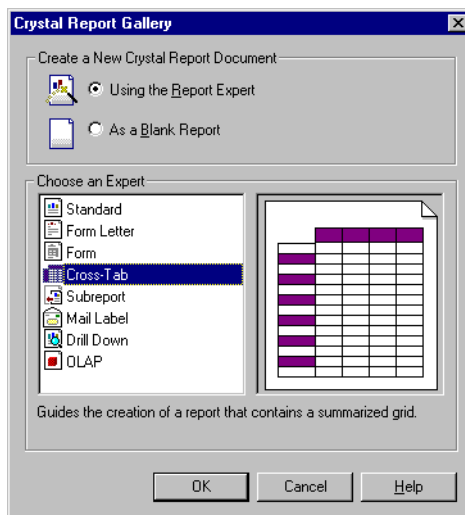 Crystal Report Gallery
Create a New Crystal Report Document
Using the Report Expert
As a Blank Report
Choose an Expert
Standard
Form Letter
Form
Cross-Tab
Subreport
Mail Label
Drill Down
OLAP
Guides the creation of a report that contains a summarized grid.
OK Cancel Help